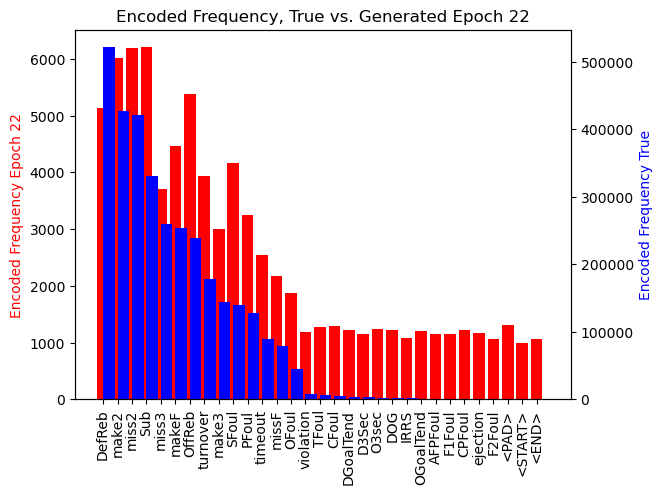 Encoded Frequency, True vs. Generated Epoch 22
Encoded Frequency Epoch 22
6000
5000
4000
3000
2000
1000
0
500000
400000
300000
200000
100000
0
Encoded Frequency True
DefReb
make2
miss2
Sub
miss3
makeF
OffReb
turnover
make3
SFoul
PFoul
timeout
missF
OFoul
violation
TFoul
CFoul
DGoalTend
D3Sec
O3sec
DOG
IRRS
OGoalTend
AFPFoul
F1Foul
CPFoul
ejection
F2Foul
<PAD>
<START>
<END>